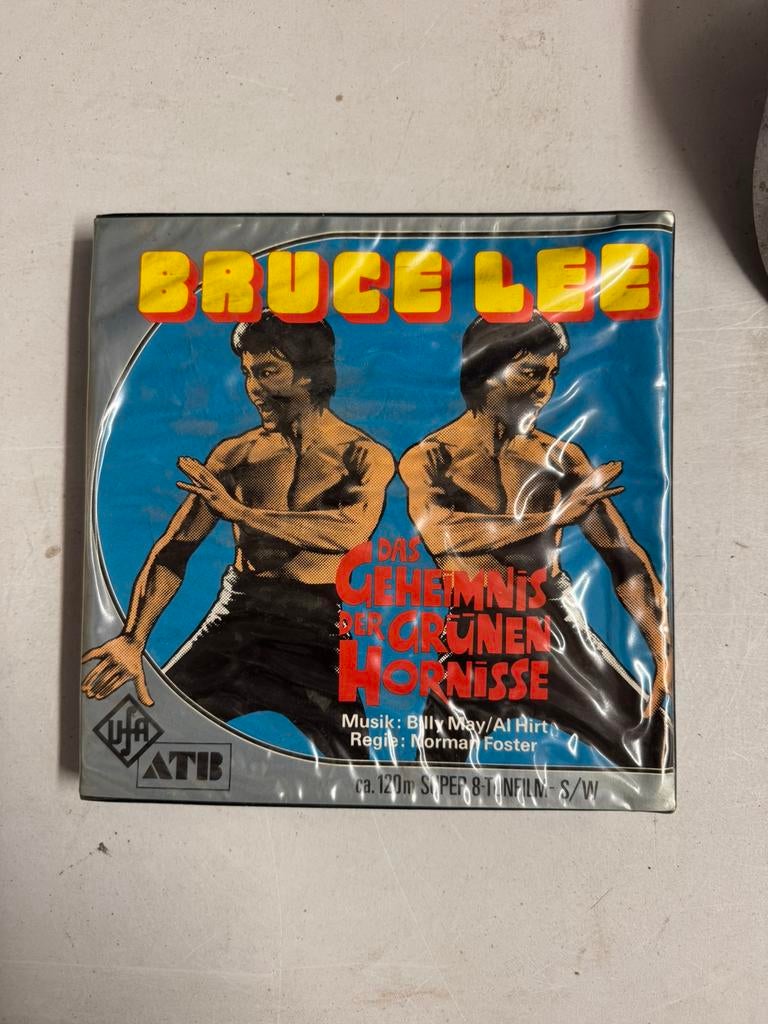 BRUCE LEE
DAS
GEHEIMNIS
DER GRÜNEN
HORNISSE
Musik: Billy May/Al Hirt
Regie: Norman Foster
Ufa
ATB
ca. 120m SUPER 8-TONFILM- S/W